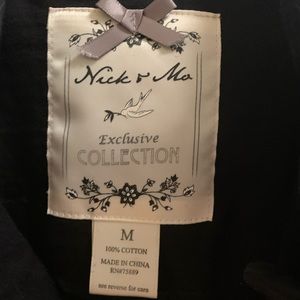 Nick & Mo
Exclusive
COLLECTION
M
100% COTTON
MADE IN CHINA
RN#75889
see reverse for care